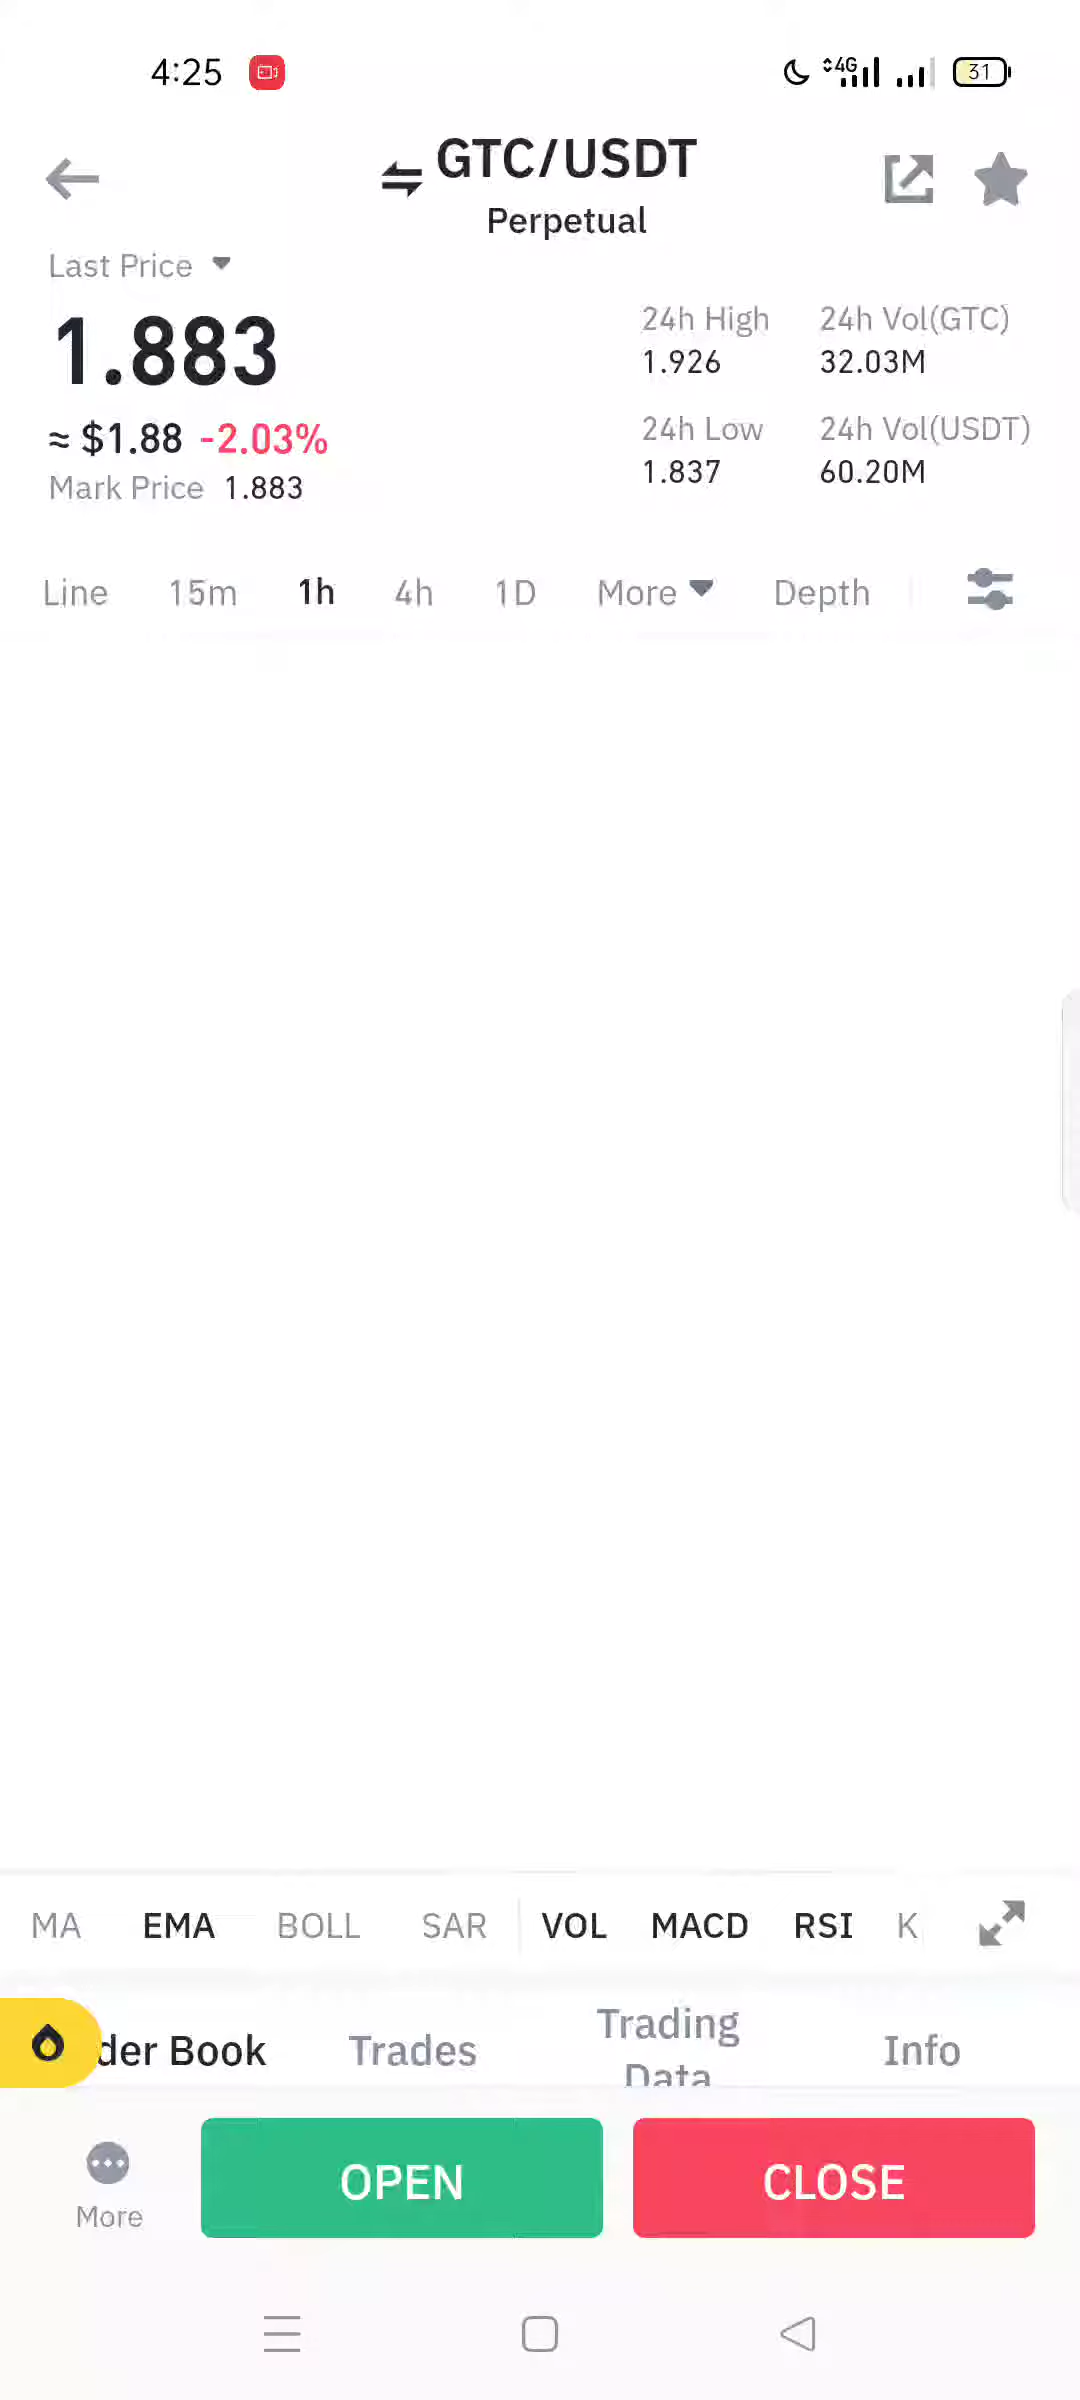 4:25
4G
31
GTC/USDT
Perpetual
Last Price
1.883
≈ $1.88 -2.03%
Mark Price 1.883
24h High
1.926
24h Vol(GTC)
32.03M
24h Low
1.837
24h Vol(USDT)
60.20M
Line 15m 1h 4h 1D More Depth
MA EMA BOLL SAR VOL MACD RSI K
der Book Trades Trading Data Info
More OPEN CLOSE